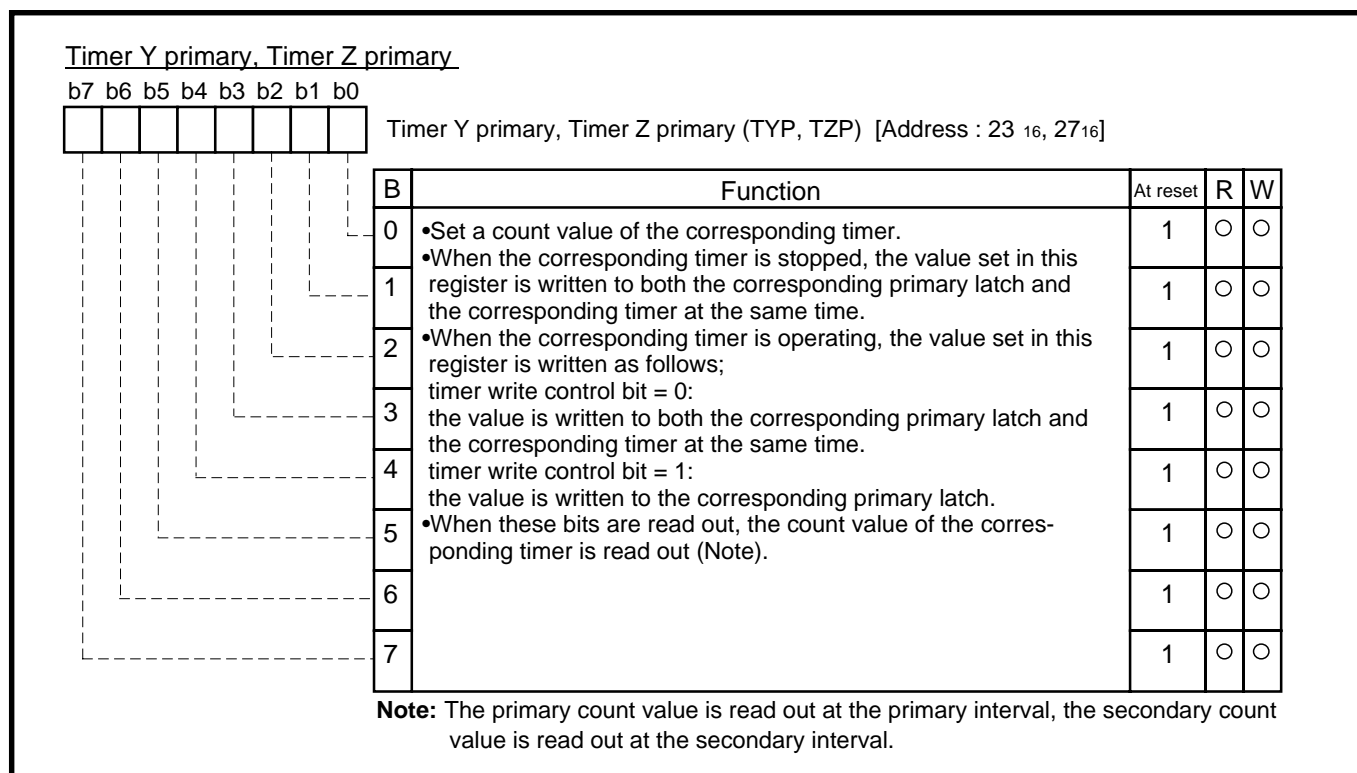 Timer Y primary, Timer Z primary
b7 b6 b5 b4 b3 b2 b1 b0
Timer Y primary, Timer Z primary (TYP, TZP) [Address : 23 16, 2716]
B Function At reset R W
0 •Set a count value of the corresponding timer. 1 ○ ○
•When the corresponding timer is stopped, the value set in this
1 register is written to both the corresponding primary latch and 1 ○ ○
the corresponding timer at the same time.
2 •When the corresponding timer is operating, the value set in this 1 ○ ○
register is written as follows;
timer write control bit = 0:
3 the value is written to both the corresponding primary latch and 1 ○ ○
the corresponding timer at the same time.
4 timer write control bit = 1: 1 ○ ○
the value is written to the corresponding primary latch.
5 •When these bits are read out, the count value of the corres- 1 ○ ○
ponding timer is read out (Note).
6 1 ○ ○
7 1 ○ ○
Note: The primary count value is read out at the primary interval, the secondary count
value is read out at the secondary interval.